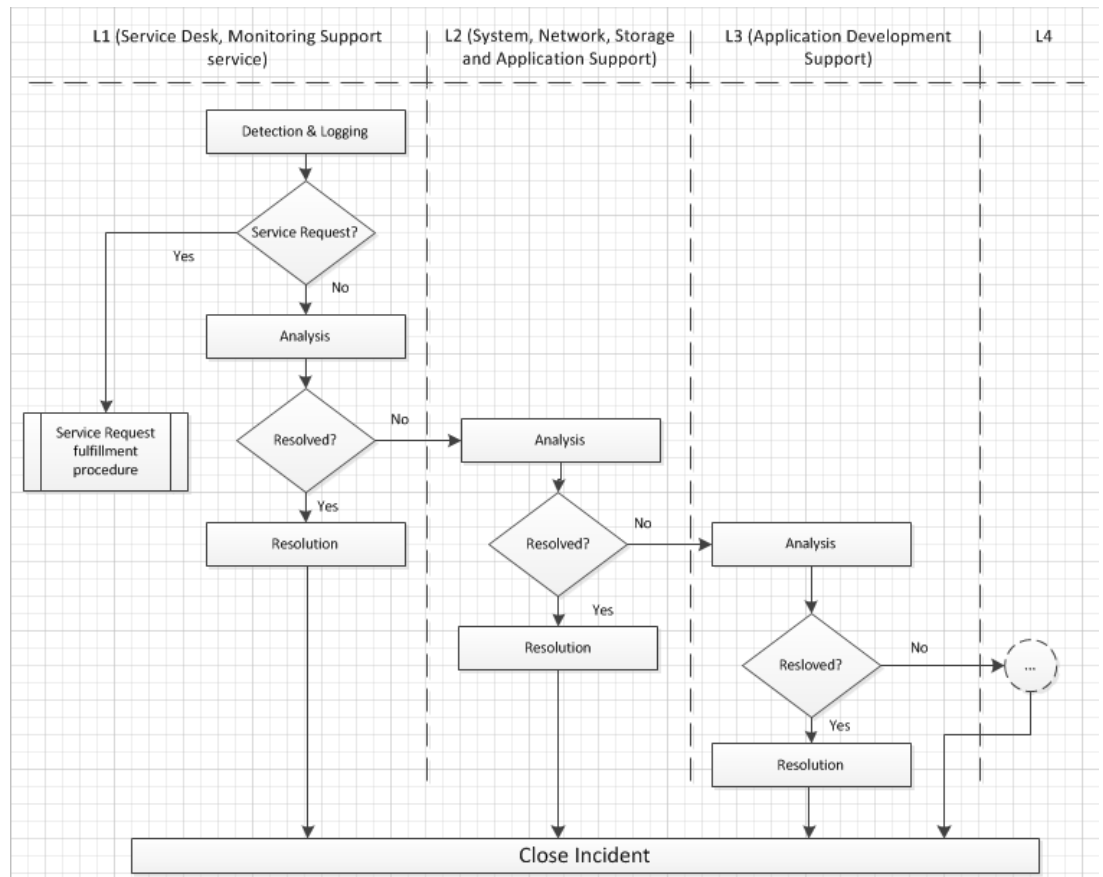 L1 (Service Desk, Monitoring Support
service)
L2 (System, Network, Storage
and Application Support)
L3 (Application Development
Support)
L4
Detection & Logging
Service Request?
Yes
No
Analysis
Service Request
fulfillment
procedure
Resolved?
No
Analysis
Yes
Resolution
Resolved?
No
Analysis
Yes
Resolution
Resloved?
No
...
Yes
Resolution
Close Incident